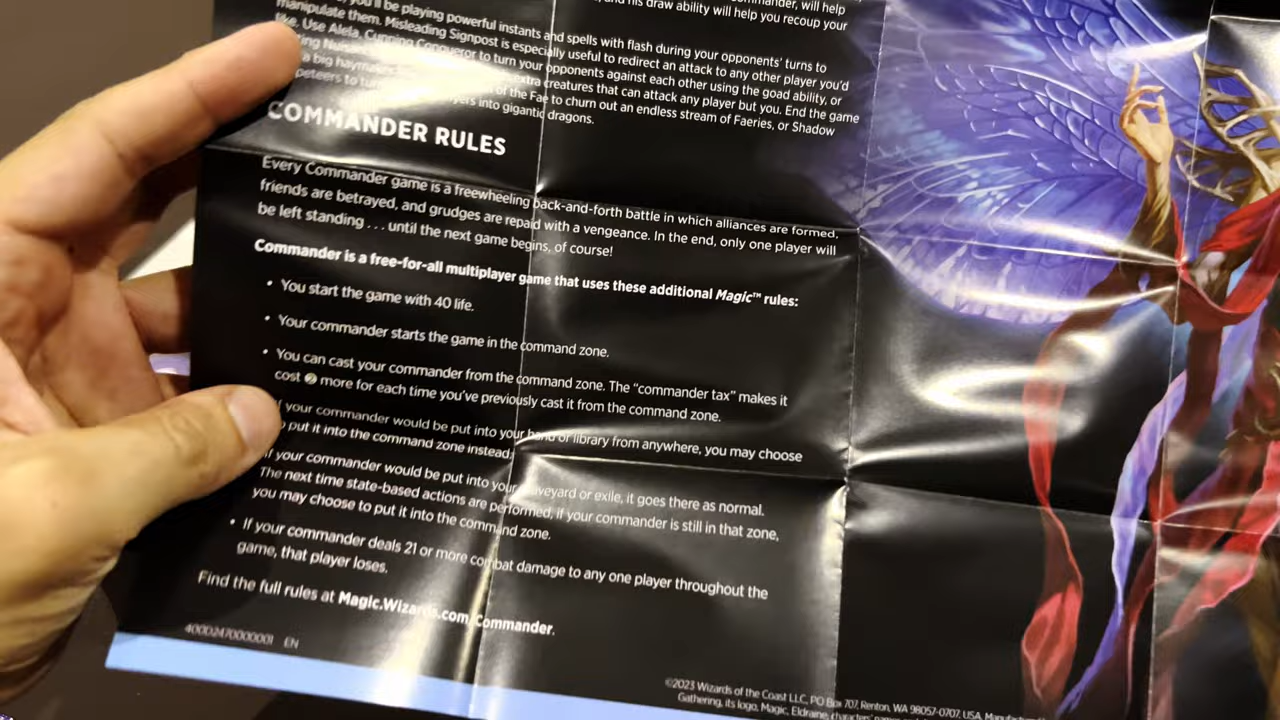 mmander, will help
and his draw ability will help you recoup your
you'll be playing powerful instants and spells with flash during your opponents' turns to
manipulate them. Misleading Signpost is especially useful to redirect an attack to any other player you'd
Use Alela, Cunning Conqueror to turn your opponents against each other using the goad ability, or
extra creatures that can attack any player but you. End the game
a big of the Fae to churn out an endless stream of Faeries, or Shadow
peteers to into gigantic dragons.
COMMANDER RULES
Every Commander game is a freewheeling back-and-forth battle in which alliances are formed,
friends are betrayed, and grudges are repaid with a vengeance. In the end, only one player will
be left standing . . . until the next game begins, of course!
Commander is a free-for-all multiplayer game that uses these additional Magic™ rules:
• You start the game with 40 life.
• Your commander starts the game in the command zone.
• You can cast your commander from the command zone. The "commander tax" makes it
cost 2 more for each time you've previously cast it from the command zone.
your commander would be put into your hand or library from anywhere, you may choose
put it into the command zone instead.
If your commander would be put into your graveyard or exile, it goes there as normal.
The next time state-based actions are performed, if your commander is still in that zone,
you may choose to put it into the command zone.
• If your commander deals 21 or more combat damage to any one player throughout the
game, that player loses.
Find the full rules at Magic.Wizards.com/Commander.
400D2470000001 EN
©2023 Wizards of the Coast LLC, PO Box 707, Renton, WA 98057-0707, USA.
Gathering, its logo, Magic, Eldraine, characters' names